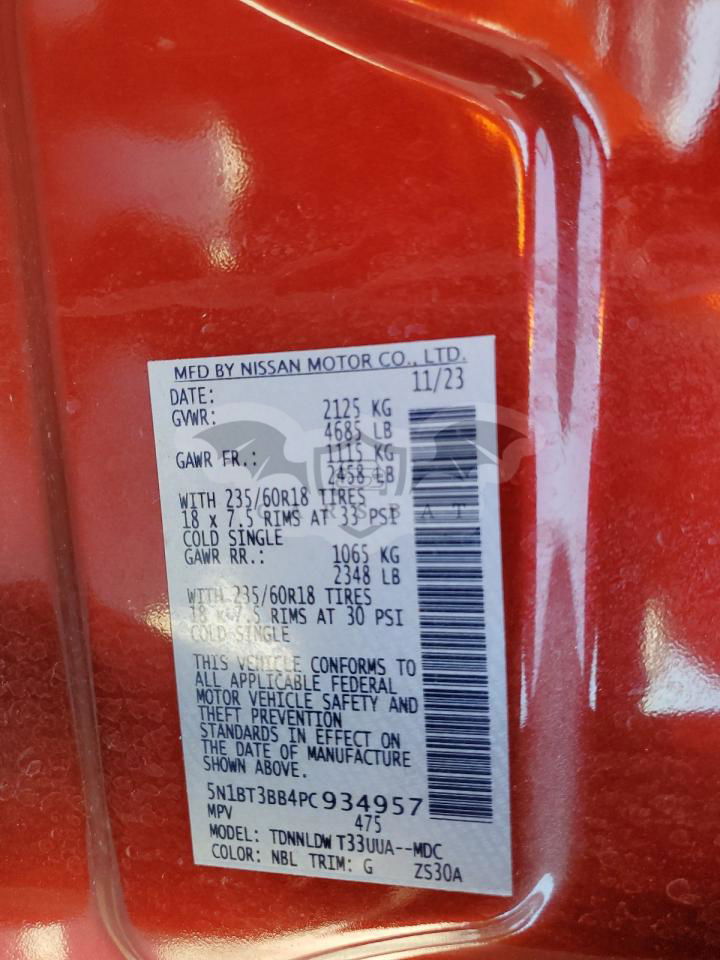 MFD BY NISSAN MOTOR CO., LTD.
DATE: 11/23
GVWR: 2125 KG
4685 LB
GAWR FR.: 1115 KG
2458 LB
WITH 235/60R18 TIRES
18 x 7.5 RIMS AT 33 PSI
COLD SINGLE
GAWR RR.: 1065 KG
2348 LB
WITH 235/60R18 TIRES
18 x 7.5 RIMS AT 30 PSI
COLD SINGLE
THIS VEHICLE CONFORMS TO
ALL APPLICABLE FEDERAL
MOTOR VEHICLE SAFETY AND
THEFT PREVENTION
STANDARDS IN EFFECT ON
THE DATE OF MANUFACTURE
SHOWN ABOVE.
5N1BT3BB4PC934957
MPV 475
MODEL: TDNNLDW T33UUA--MDC
COLOR: NBL TRIM: G ZS30A